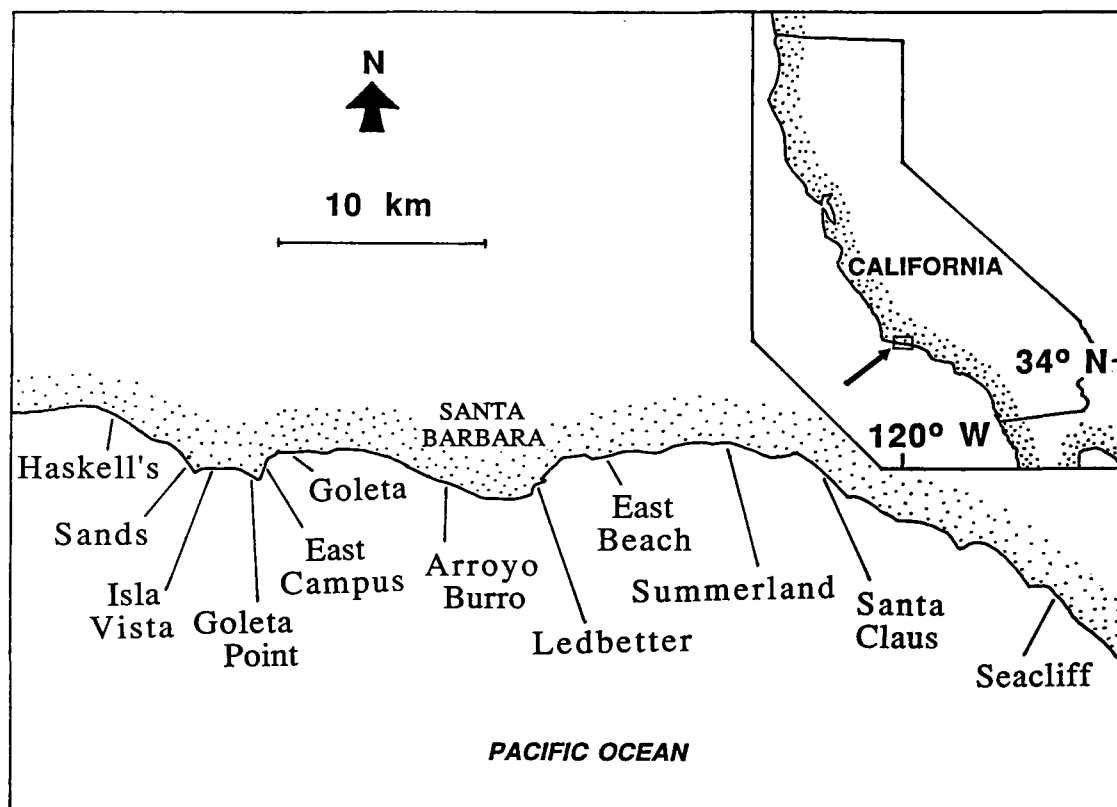 N
10 km
CALIFORNIA
34° N
120° W
SANTA
BARBARA
Haskell's
Sands
Isla
Vista
Goleta
Point
East
Campus
Goleta
Arroyo
Burro
Ledbetter
East
Beach
Summerland
Santa
Claus
Seacliff
PACIFIC OCEAN